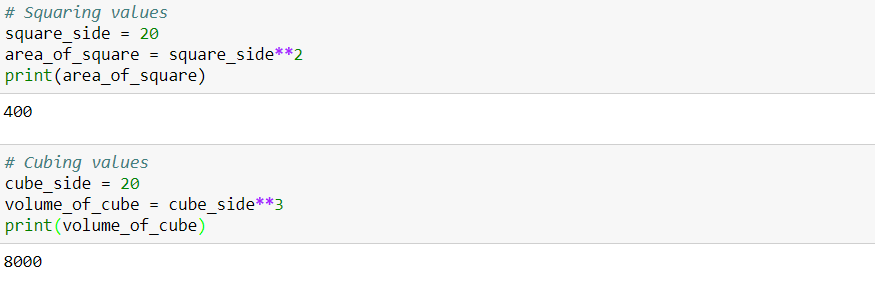 # Squaring values
square_side = 20
area_of_square = square_side**2
print(area_of_square)
400
# Cubing values
cube_side = 20
volume_of_cube = cube_side**3
print(volume_of_cube)
8000